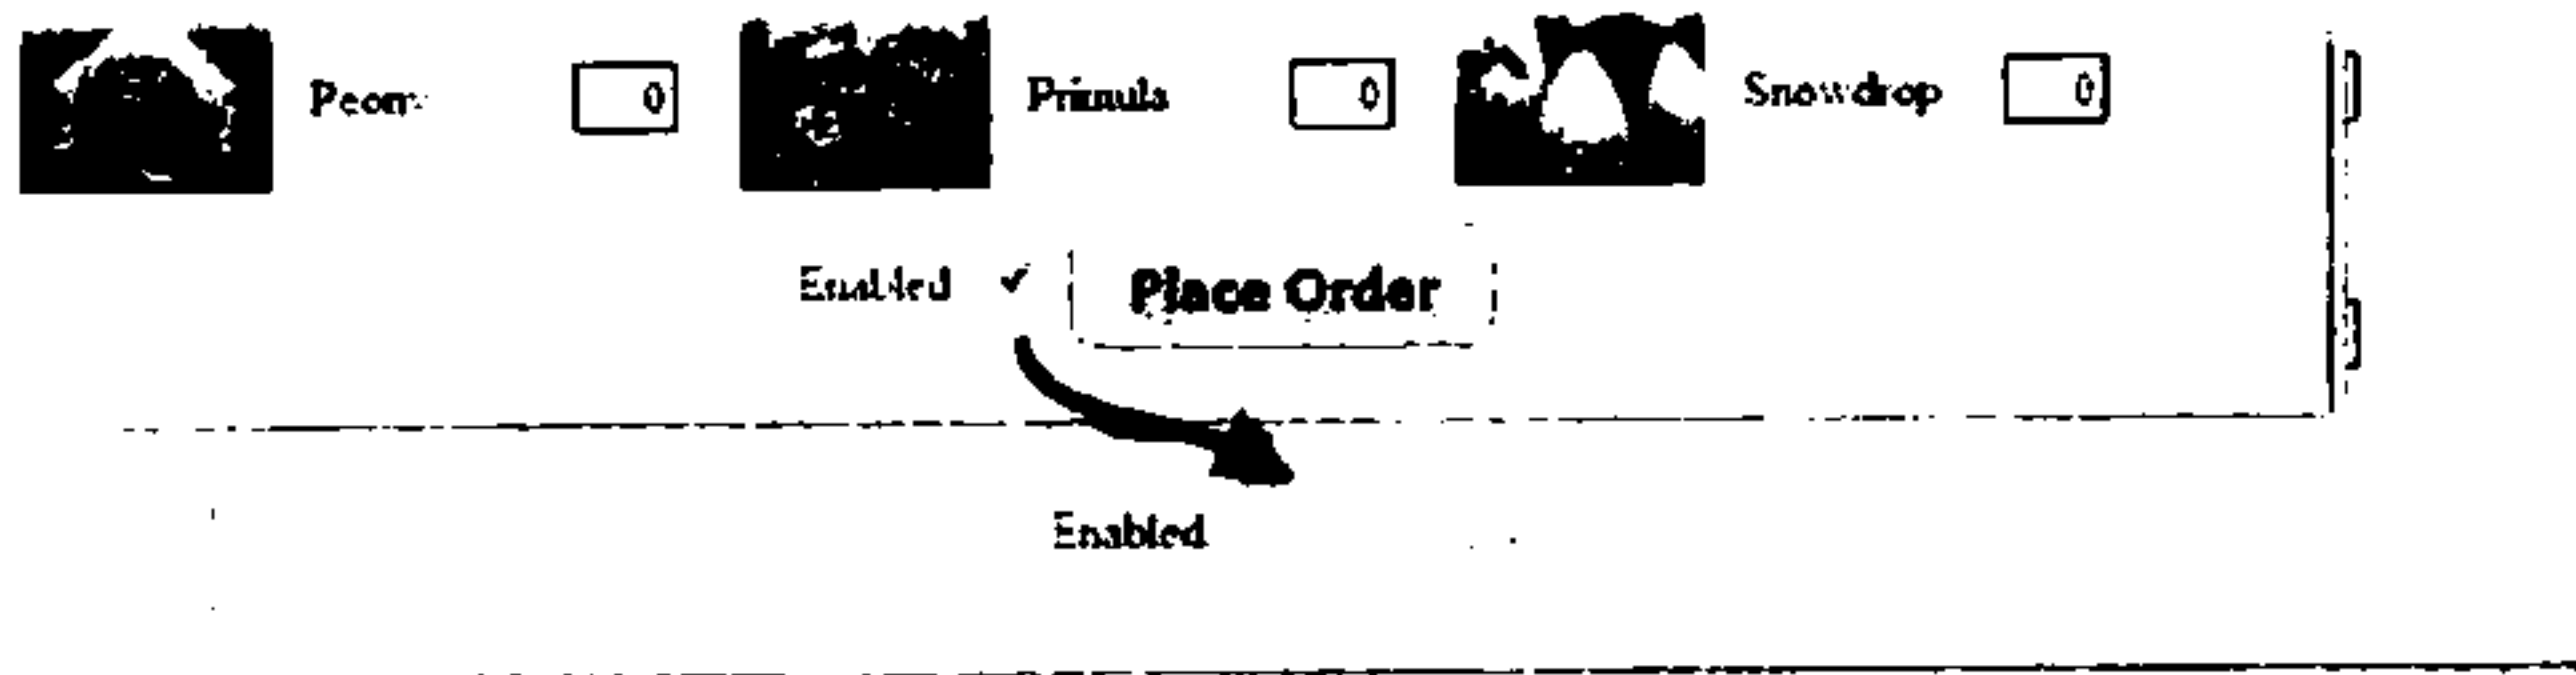 Peony 0 Primula 0 Snowdrop 0
Enabled ✓ Place Order
Enabled